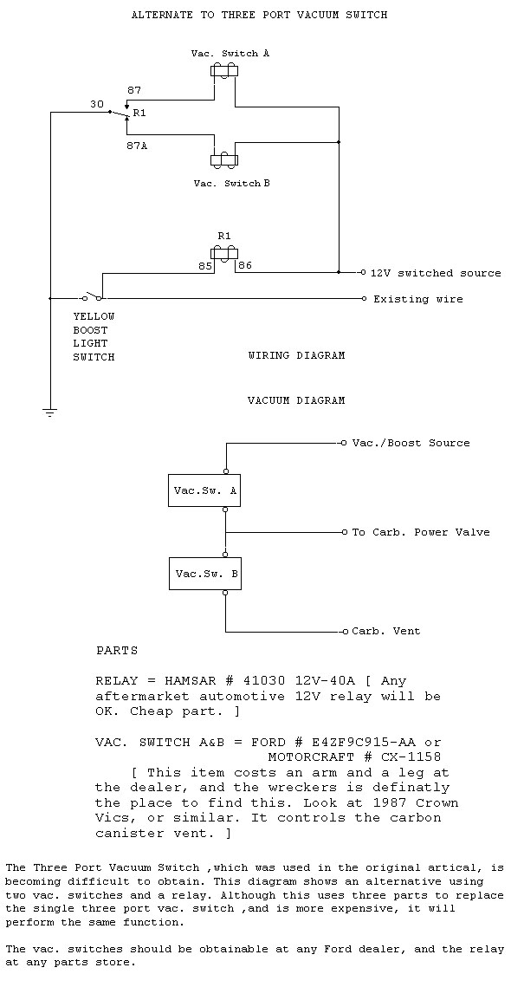 ALTERNATE TO THREE PORT VACUUM SWITCH
Vac. Switch A
87
30
R1
87A
Vac. Switch B
R1
85
86
12V switched source
Existing wire
YELLOW
BOOST
LIGHT
SWITCH
WIRING DIAGRAM
VACUUM DIAGRAM
Vac./Boost Source
Vac.Sw. A
To Carb. Power Valve
Vac.Sw. B
Carb. Vent
PARTS
RELAY = HAMSAR # 41030 12V-40A [ Any
aftermarket automotive 12V relay will be
OK. Cheap part. ]
VAC. SWITCH A&B = FORD # E4ZF9C915-AA or
MOTORCRAFT # CX-1158
[ This item costs an arm and a leg at
the dealer, and the wreckers is definatly
the place to find this. Look at 1987 Crown
Vics, or similar. It controls the carbon
canister vent. ]
The Three Port Vacuum Switch ,which was used in the original artical, is
becoming difficult to obtain. This diagram shows an alternative using
two vac. switches and a relay. Although this uses three parts to replace
the single three port vac. switch ,and is more expensive, it will
perform the same function.
The vac. switches should be obtainable at any Ford dealer, and the relay
at any parts store.